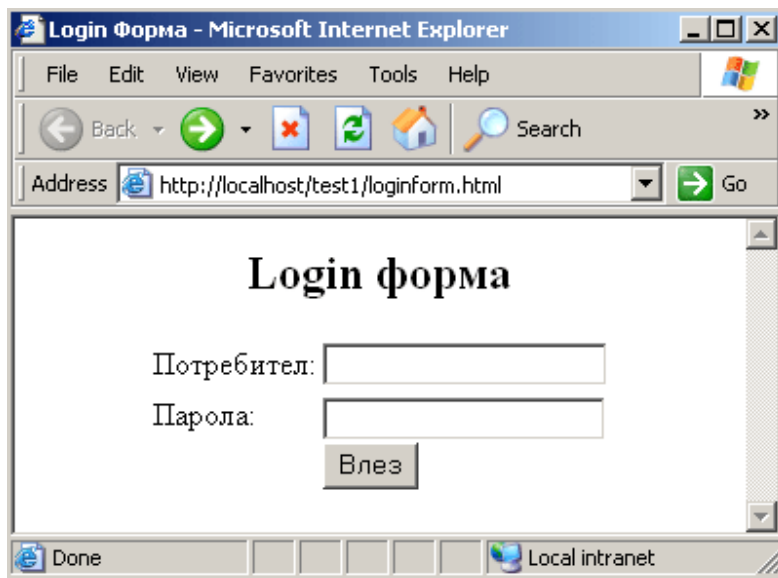 Login Форма - Microsoft Internet Explorer
File Edit View Favorites Tools Help
Back Search »
Address http://localhost/test1/loginform.html Go
Login форма
Потребител:
Парола:
Влез
Done Local intranet